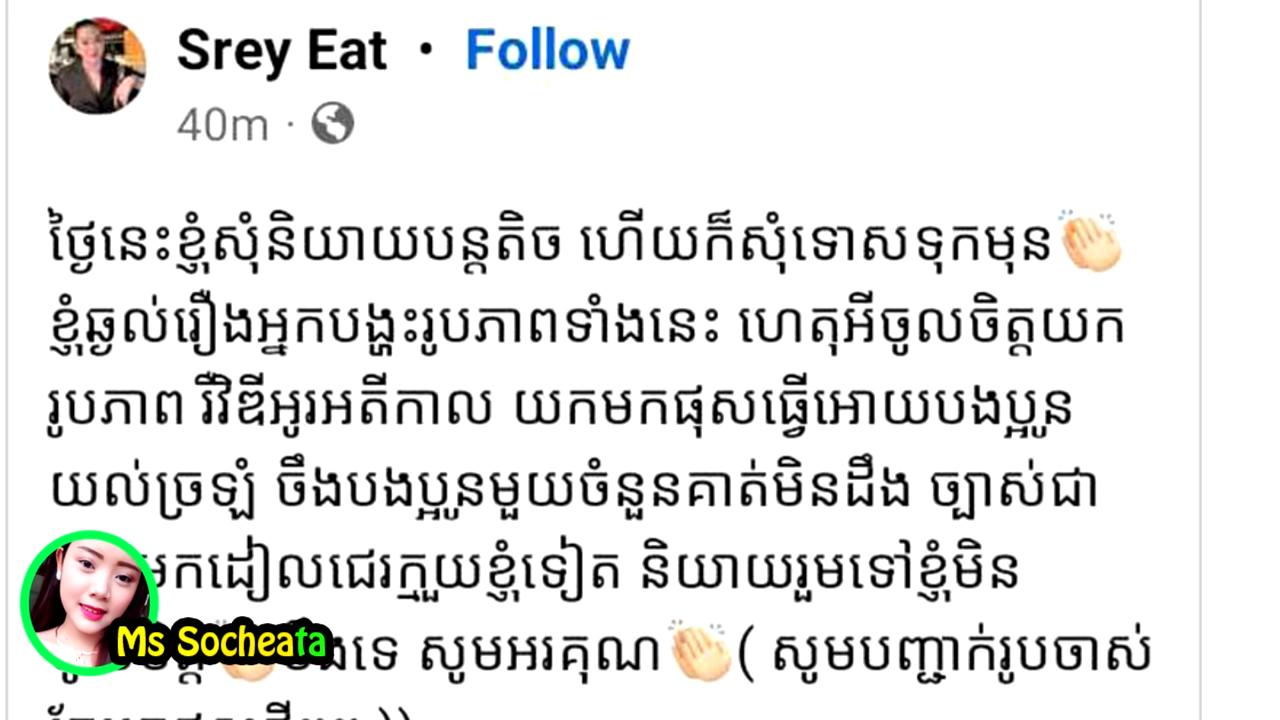 Srey Eat • Follow
40m ·
ថ្ងៃនេះខ្ញុំសុំនិយាយបន្តតិច ហើយក៏សុំទោសទុកមុន👏🏻
ខ្ញុំឆ្ងល់រឿងអ្នកបង្ហះរូបភាពទាំងនេះ ហេតុអីចូលចិត្តយក
រូបភាព រឺវិឌីអូរអតីកាល យកមកផុសធ្វើអោយបងប្អូន
យល់ច្រឡំ ចឹងបងប្អូនមួយចំនួនគាត់មិនដឹង ច្បាស់ជា
មកដៀលជេរក្មួយខ្ញុំទៀត និយាយរួមទៅខ្ញុំមិន
ទេ សូមអរគុណ👏🏻( សូមបញ្ជាក់រូបចាស់
Ms Socheata